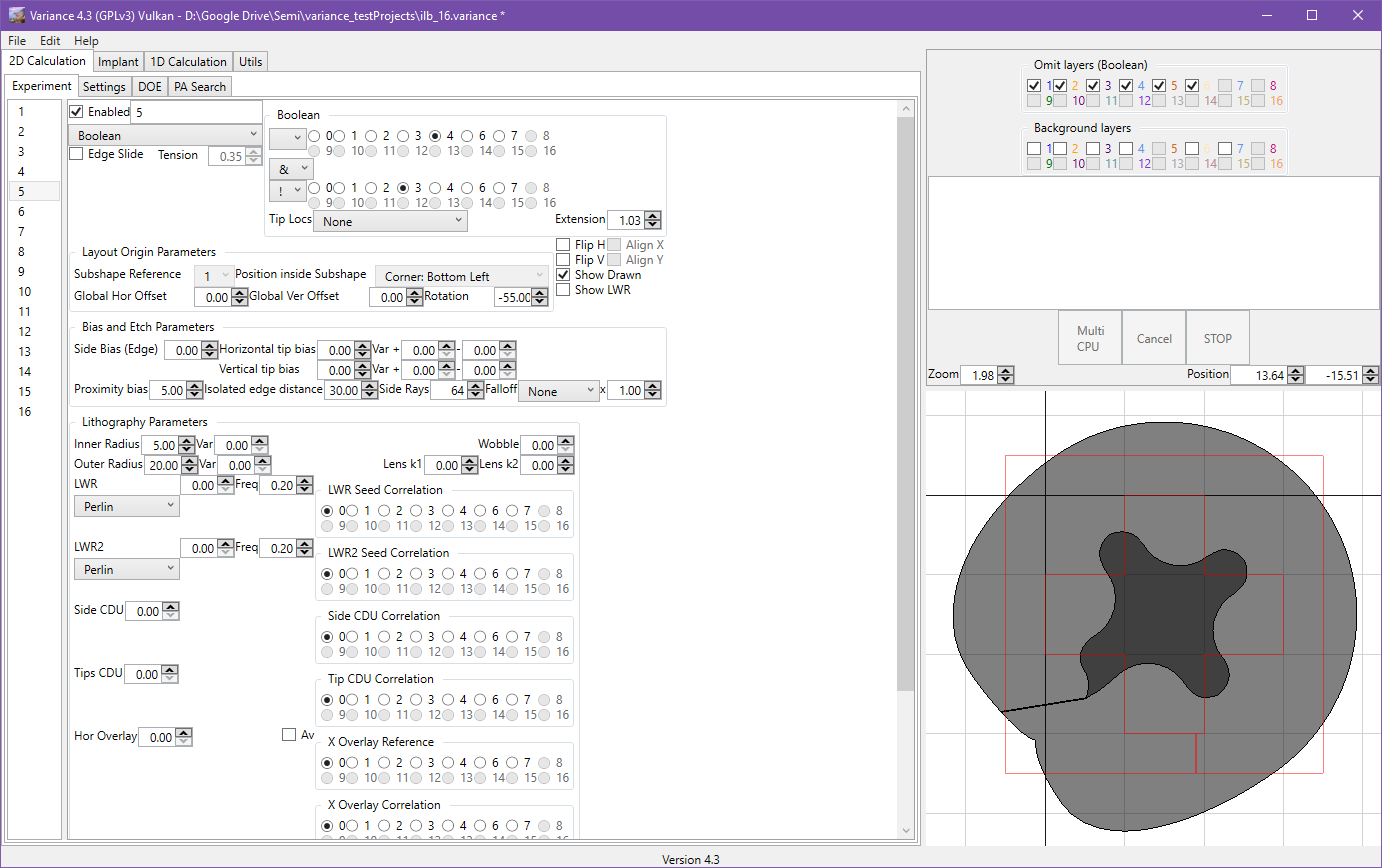 Variance 4.3 (GPLv3) Vulkan - D:\Google Drive\Semi\variance_testProjects\ilb_16.variance *
File Edit Help
2D Calculation Implant 1D Calculation Utils
Experiment Settings DOE PA Search
1
2
3
4
5
6
7
8
9
10
11
12
13
14
15
16
Enabled 5
Boolean
Edge Slide Tension 0.35
Boolean
0 1 2 3 4 6 7 8
9 10 11 12 13 14 15 16
&
! 0 1 2 3 4 6 7 8
9 10 11 12 13 14 15 16
Tip Locs None Extension 1.03
Flip H Align X
Flip V Align Y
Show Drawn
Show LWR
Layout Origin Parameters
Subshape Reference 1 Position inside Subshape Corner: Bottom Left
Global Hor Offset 0.00 Global Ver Offset 0.00 Rotation -55.00
Bias and Etch Parameters
Side Bias (Edge) 0.00 Horizontal tip bias 0.00 Var + 0.00 - 0.00
Vertical tip bias 0.00 Var + 0.00 - 0.00
Proximity bias 5.00 Isolated edge distance 30.00 Side Rays 64 Falloff None x 1.00
Lithography Parameters
Inner Radius 5.00 Var 0.00 Wobble 0.00
Outer Radius 20.00 Var 0.00 Lens k1 0.00 Lens k2 0.00
LWR 0.00 Freq 0.20
Perlin
LWR Seed Correlation
0 1 2 3 4 6 7 8
9 10 11 12 13 14 15 16
LWR2 0.00 Freq 0.20
Perlin
LWR2 Seed Correlation
0 1 2 3 4 6 7 8
9 10 11 12 13 14 15 16
Side CDU 0.00
Side CDU Correlation
0 1 2 3 4 6 7 8
9 10 11 12 13 14 15 16
Tips CDU 0.00
Tip CDU Correlation
0 1 2 3 4 6 7 8
9 10 11 12 13 14 15 16
Hor Overlay 0.00 Av
X Overlay Reference
0 1 2 3 4 6 7 8
9 10 11 12 13 14 15 16
X Overlay Correlation
0 1 2 3 4 6 7 8
Omit layers (Boolean)
1 2 3 4 5 6 7 8
9 10 11 12 13 14 15 16
Background layers
1 2 3 4 5 6 7 8
9 10 11 12 13 14 15 16
Multi
CPU
Cancel
STOP
Zoom 1.98 Position 13.64 -15.51
Version 4.3